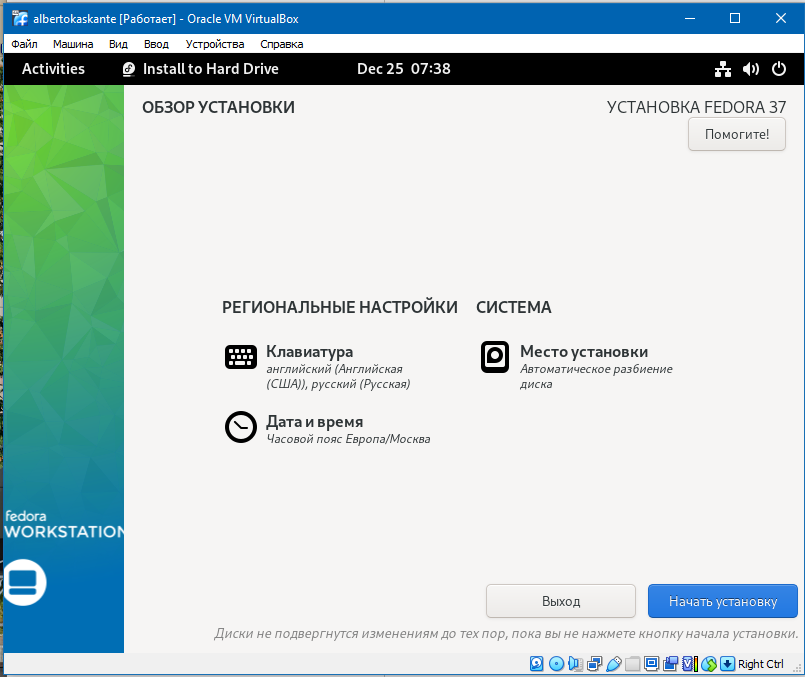 albertokaskante [Работает] - Oracle VM VirtualBox
Файл Машина Вид Ввод Устройства Справка
Activities Install to Hard Drive Dec 25 07:38
ОБЗОР УСТАНОВКИ
УСТАНОВКА FEDORA 37
Помогите!
РЕГИОНАЛЬНЫЕ НАСТРОЙКИ
СИСТЕМА
Клавиатура
английский (Английская
(США)), русский (Русская)
Место установки
Автоматическое разбиение
диска
Дата и время
Часовой пояс Европа/Москва
fedora
WORKSTATION
Выход
Начать установку
Диски не подвергнутся изменениям до тех пор, пока вы не нажмете кнопку начала установки.
Right Ctrl